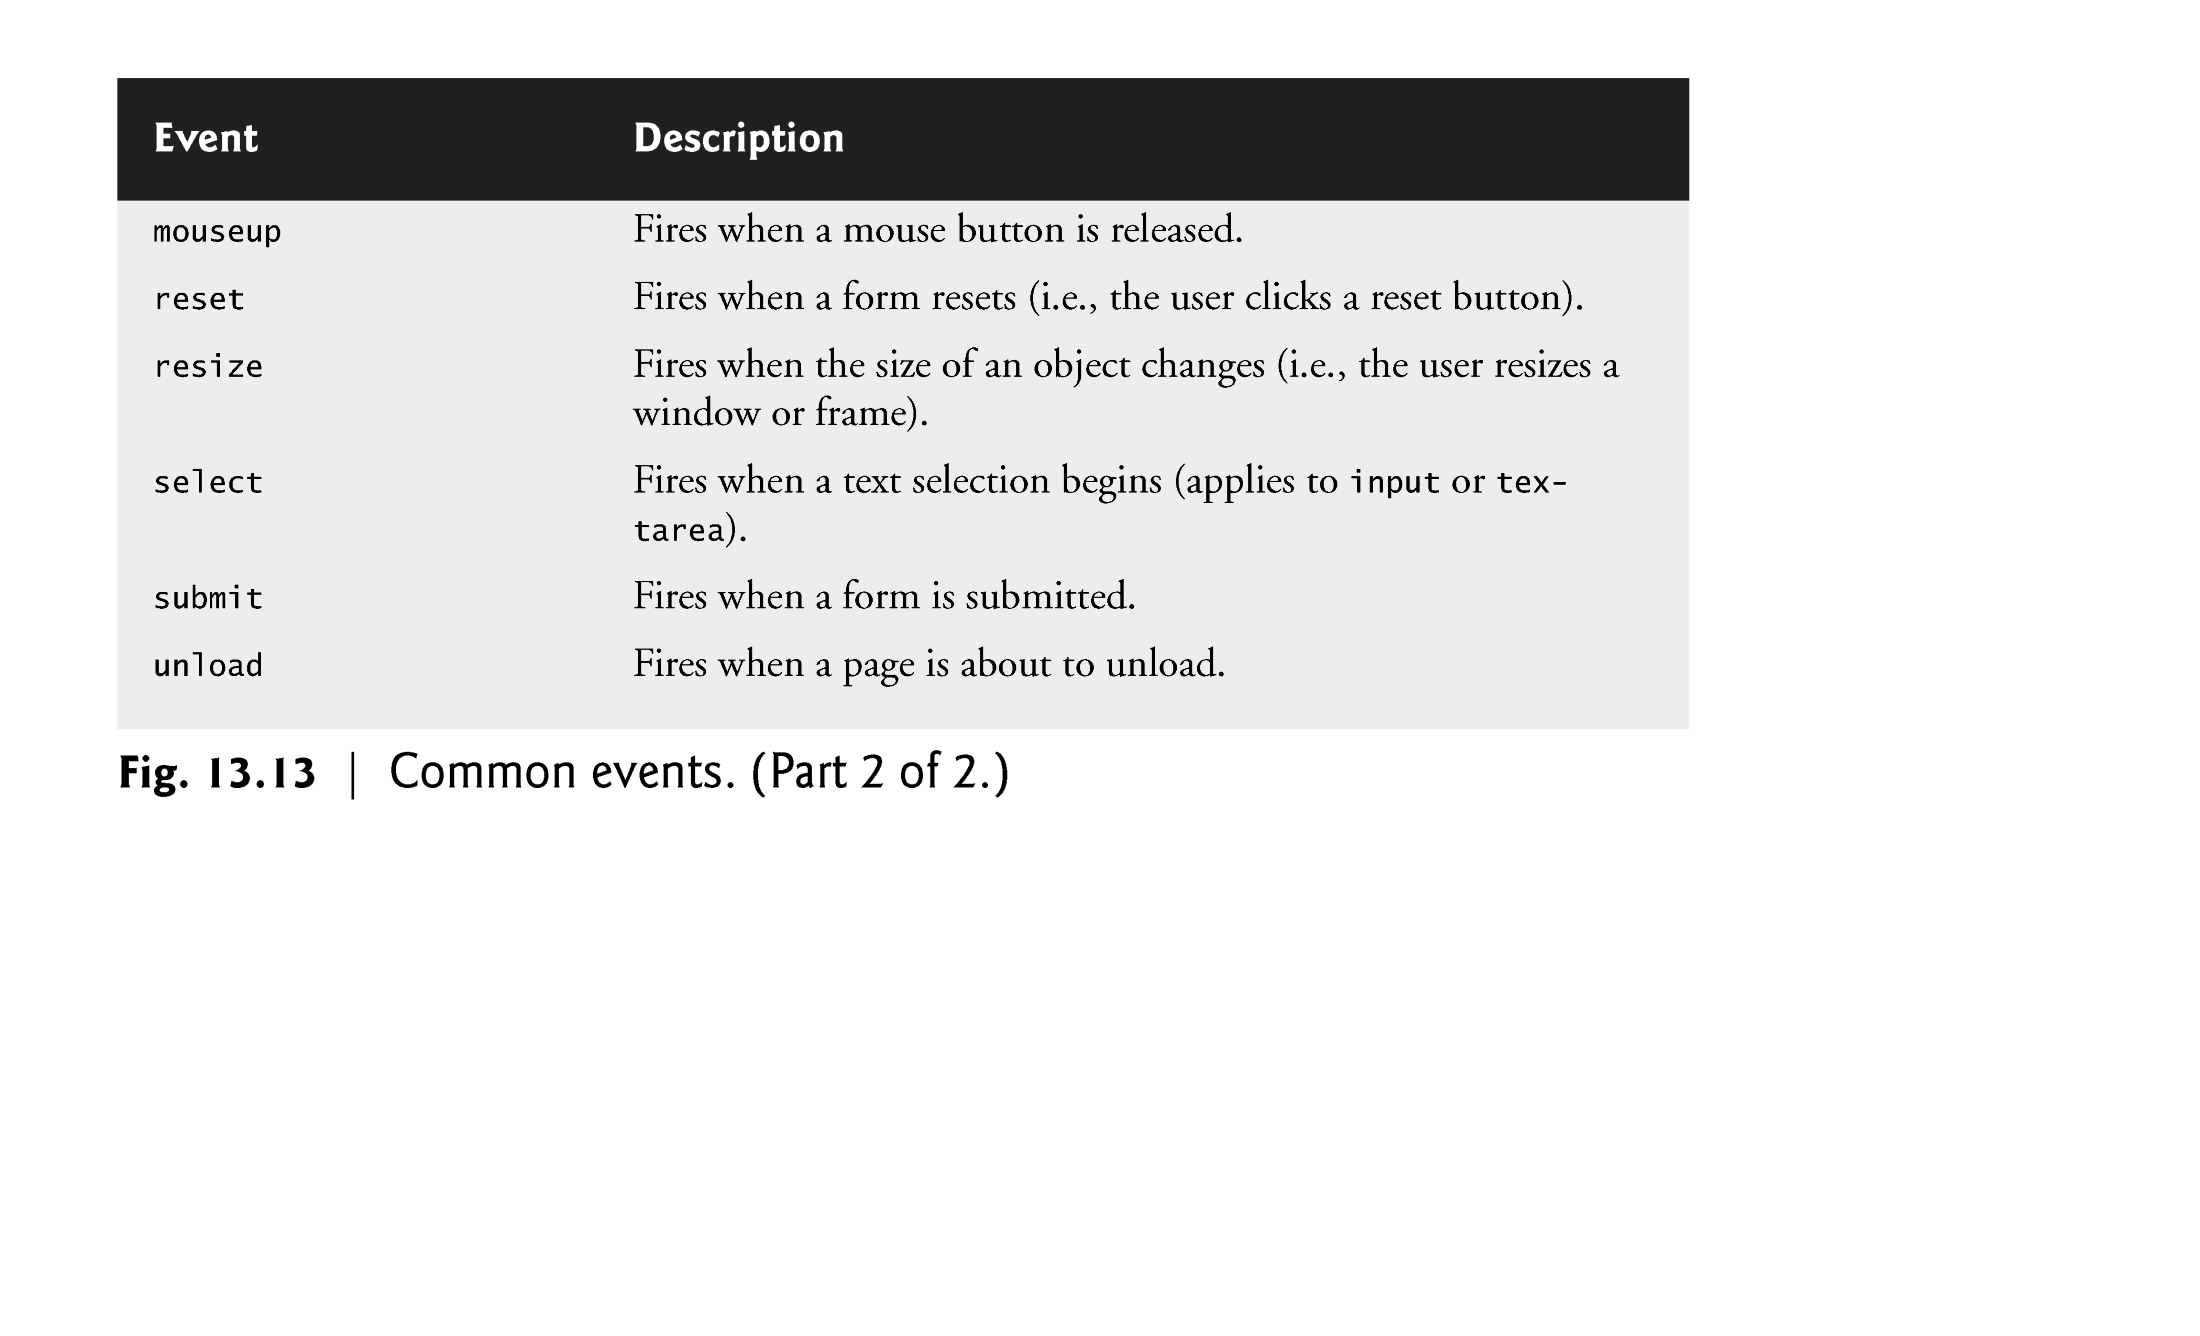 Event Description
mouseup Fires when a mouse button is released.
reset Fires when a form resets (i.e., the user clicks a reset button).
resize Fires when the size of an object changes (i.e., the user resizes a
window or frame).
select Fires when a text selection begins (applies to input or tex-
tarea).
submit Fires when a form is submitted.
unload Fires when a page is about to unload.
Fig. 13.13 | Common events. (Part 2 of 2.)